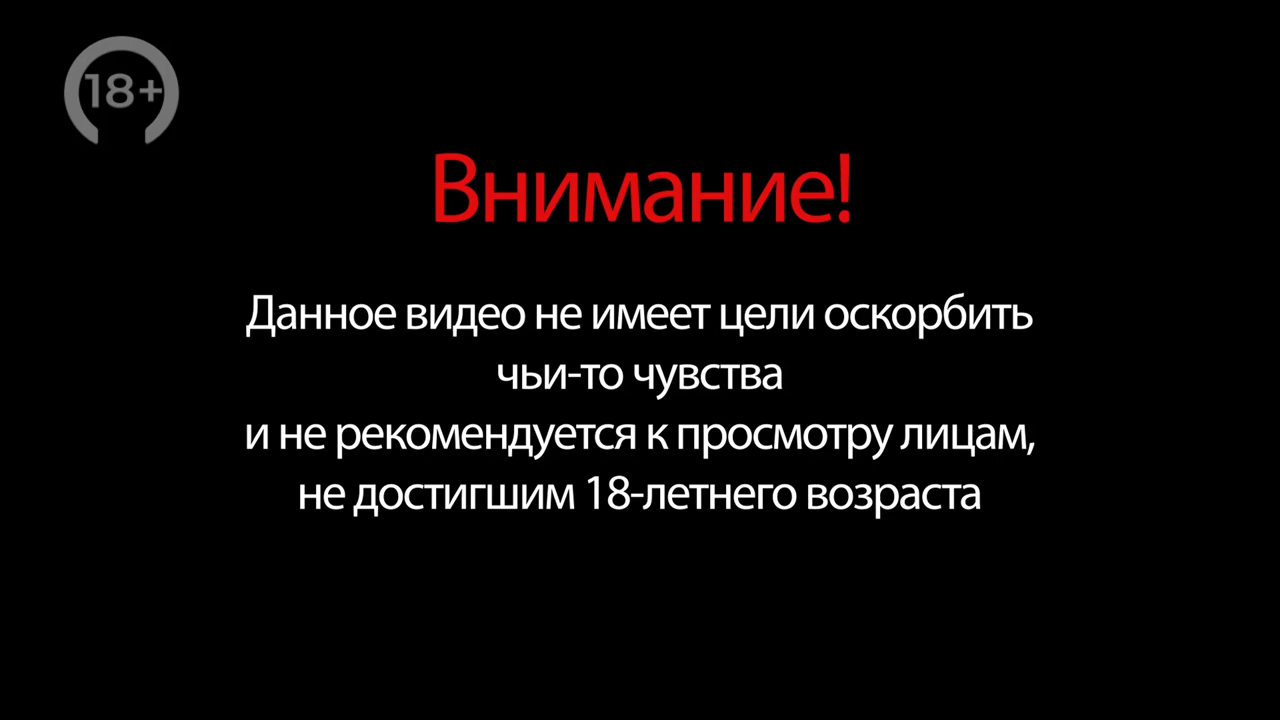 18+
Внимание!
Данное видео не имеет цели оскорбить
чьи-то чувства
и не рекомендуется к просмотру лицам,
не достигшим 18-летнего возраста